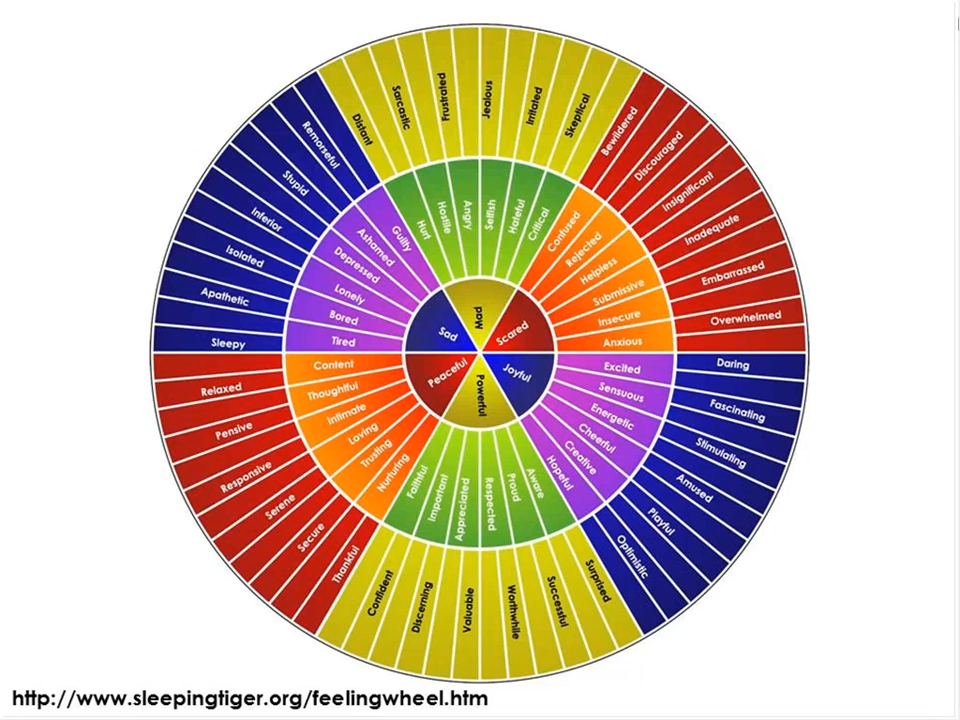 Mad
Scared
Joyful
Powerful
Peaceful
Sad
Hurt
Hostile
Angry
Selfish
Hateful
Critical
Confused
Rejected
Helpless
Submissive
Insecure
Anxious
Excited
Sensuous
Energetic
Cheerful
Creative
Hopeful
Aware
Proud
Respected
Appreciated
Important
Faithful
Nurturing
Trusting
Loving
Intimate
Thoughtful
Content
Tired
Bored
Lonely
Depressed
Ashamed
Guilty
Distant
Sarcastic
Frustrated
Jealous
Irritated
Skeptical
Bewildered
Discouraged
Insignificant
Inadequate
Embarrassed
Overwhelmed
Daring
Fascinating
Stimulating
Amused
Playful
Optimistic
Surprised
Successful
Worthwhile
Valuable
Discerning
Confident
Thankful
Secure
Serene
Responsive
Pensive
Relaxed
Sleepy
Apathetic
Isolated
Inferior
Stupid
Remorseful
http://www.sleepingtiger.org/feelingwheel.htm